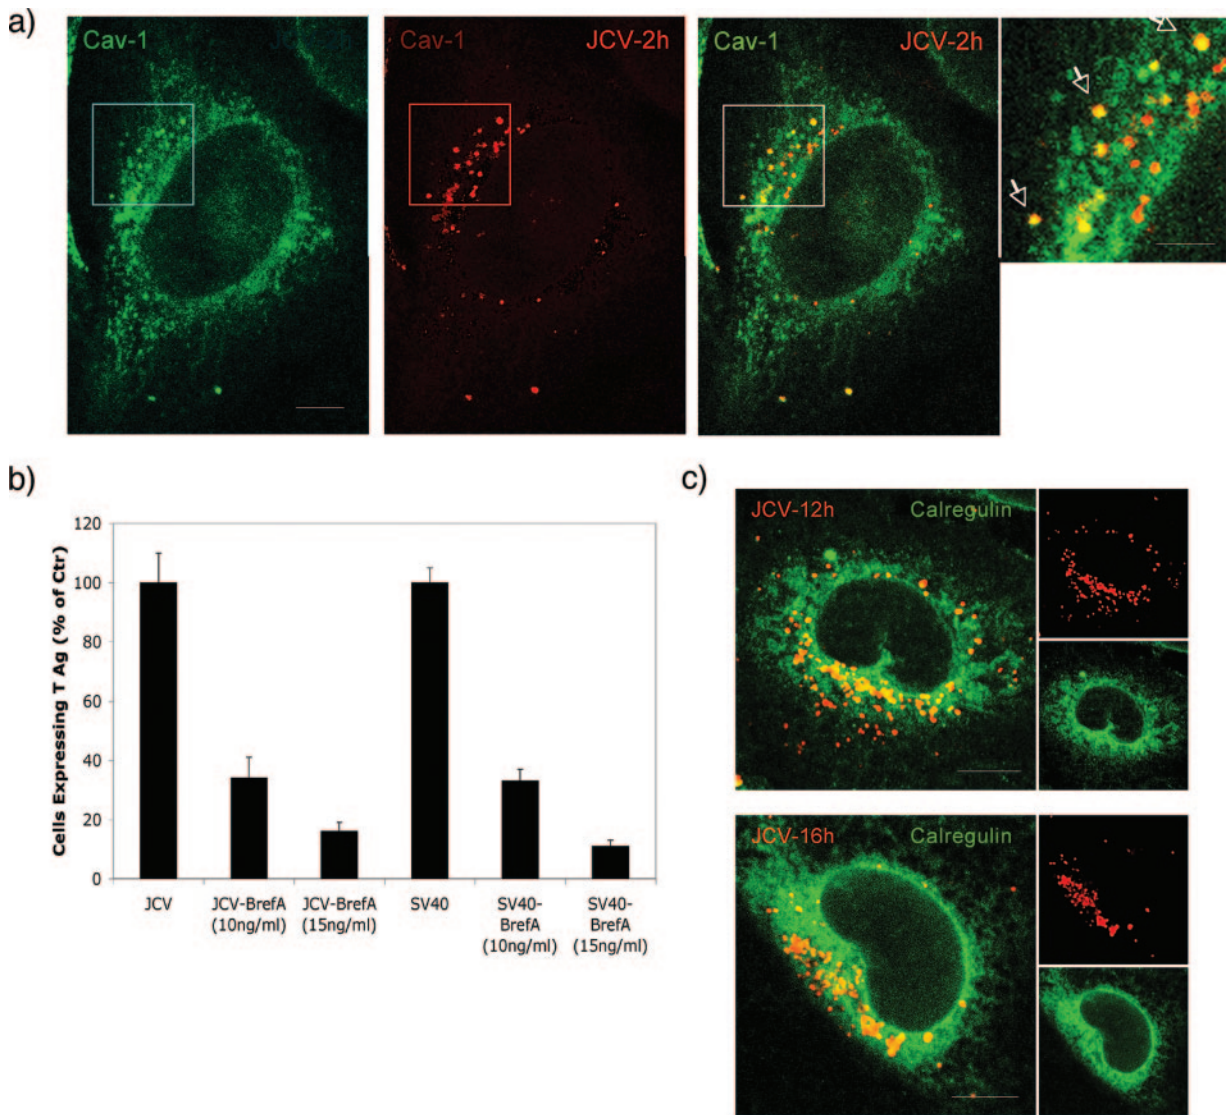 a)
Cav-1
Cav-1 JCV-2h
Cav-1 JCV-2h
b)
Cells Expressing T Ag (% of Ctr)
120
100
80
60
40
20
0
JCV
JCV-BrefA
(10ng/ml)
JCV-BrefA
(15ng/ml)
SV40
SV40-
BrefA
(10ng/ml)
SV40-
BrefA
(15ng/ml)
c)
JCV-12h Calregulin
JCV-16h Calregulin